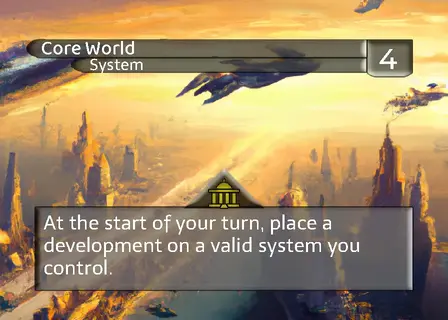 Core World
System
4
At the start of your turn, place a
development on a valid system you
control.